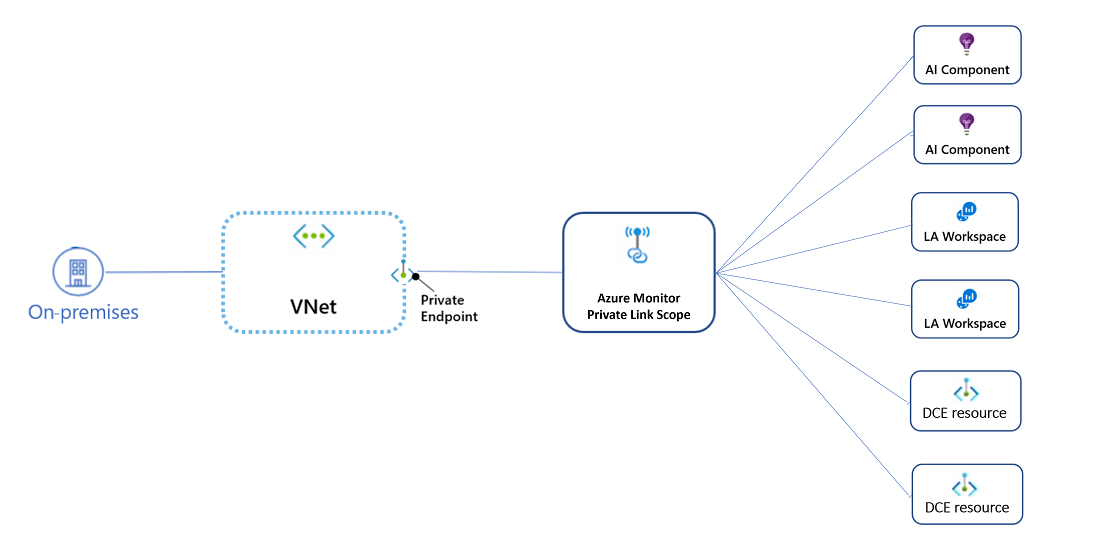 On-premises
VNet
Private
Endpoint
Azure Monitor
Private Link Scope
AI Component
AI Component
LA Workspace
LA Workspace
DCE resource
DCE resource